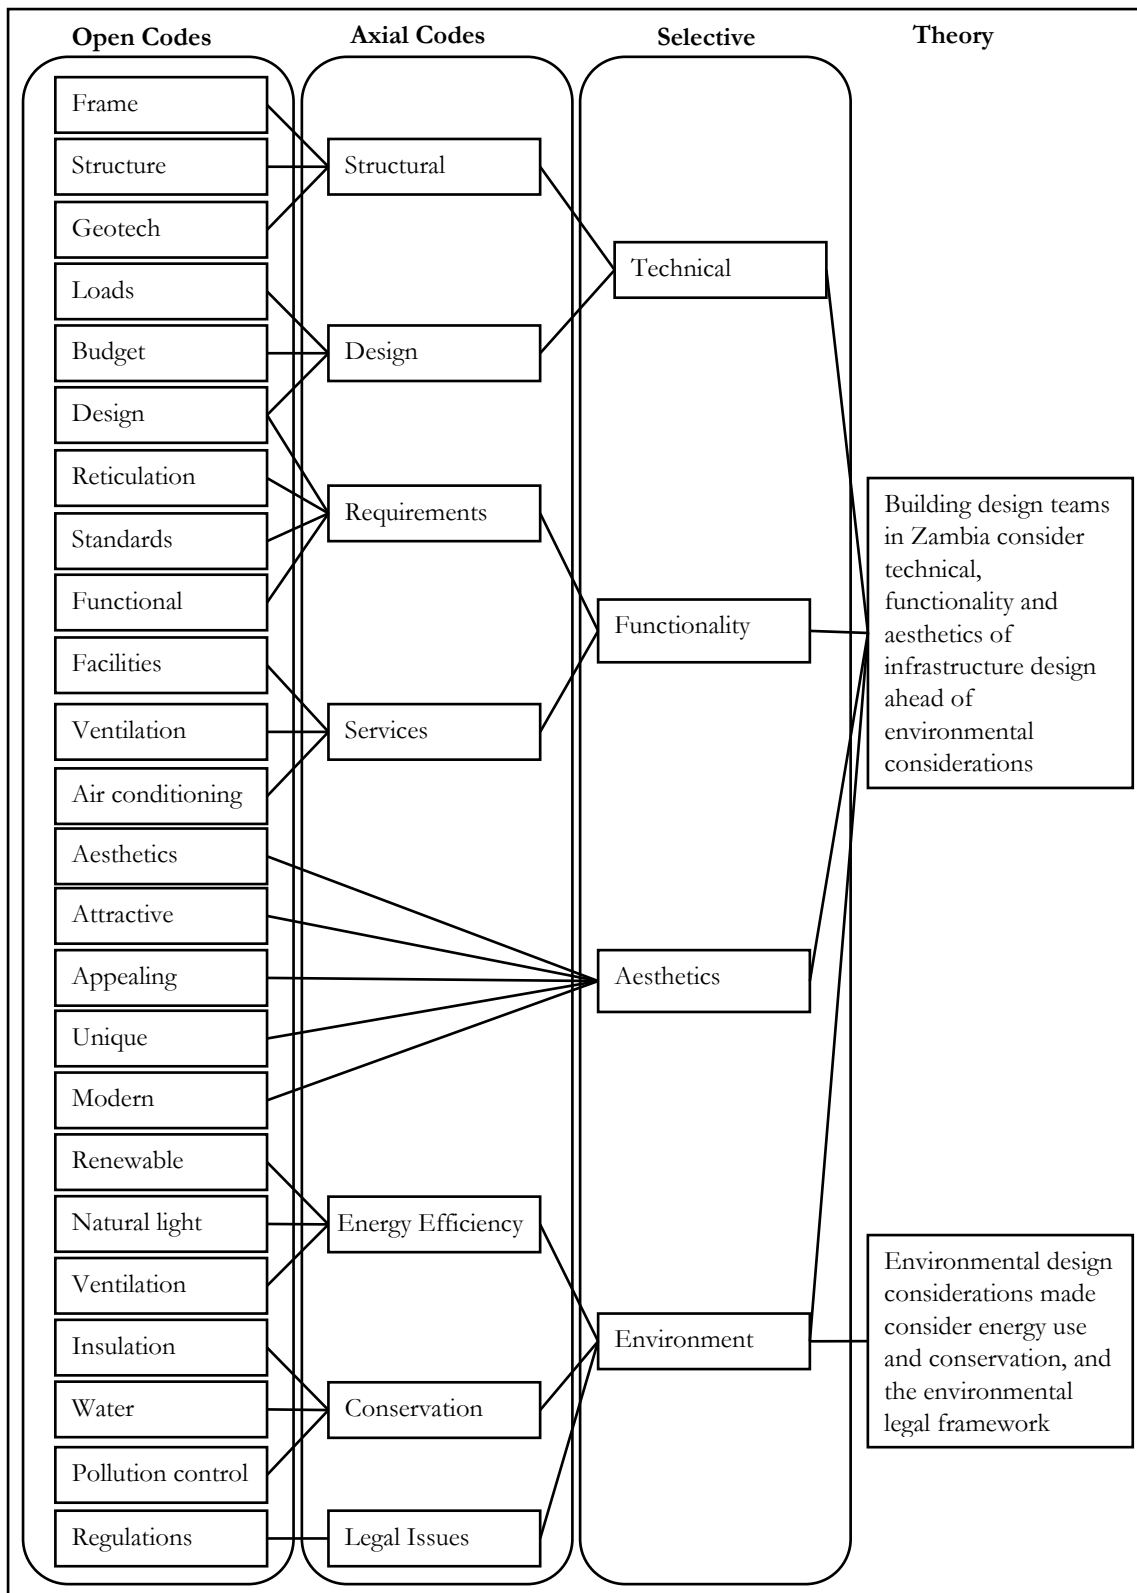 Open Codes
Axial Codes
Selective
Theory
Frame
Structure
Geotech
Loads
Budget
Design
Reticulation
Standards
Functional
Facilities
Ventilation
Air conditioning
Aesthetics
Attractive
Appealing
Unique
Modern
Renewable
Natural light
Ventilation
Insulation
Water
Pollution control
Regulations
Structural
Design
Requirements
Services
Energy Efficiency
Conservation
Legal Issues
Technical
Functionality
Aesthetics
Environment
Building design teams
in Zambia consider
technical,
functionality and
aesthetics of
infrastructure design
ahead of
environmental
considerations
Environmental design
considerations made
consider energy use
and conservation, and
the environmental
legal framework